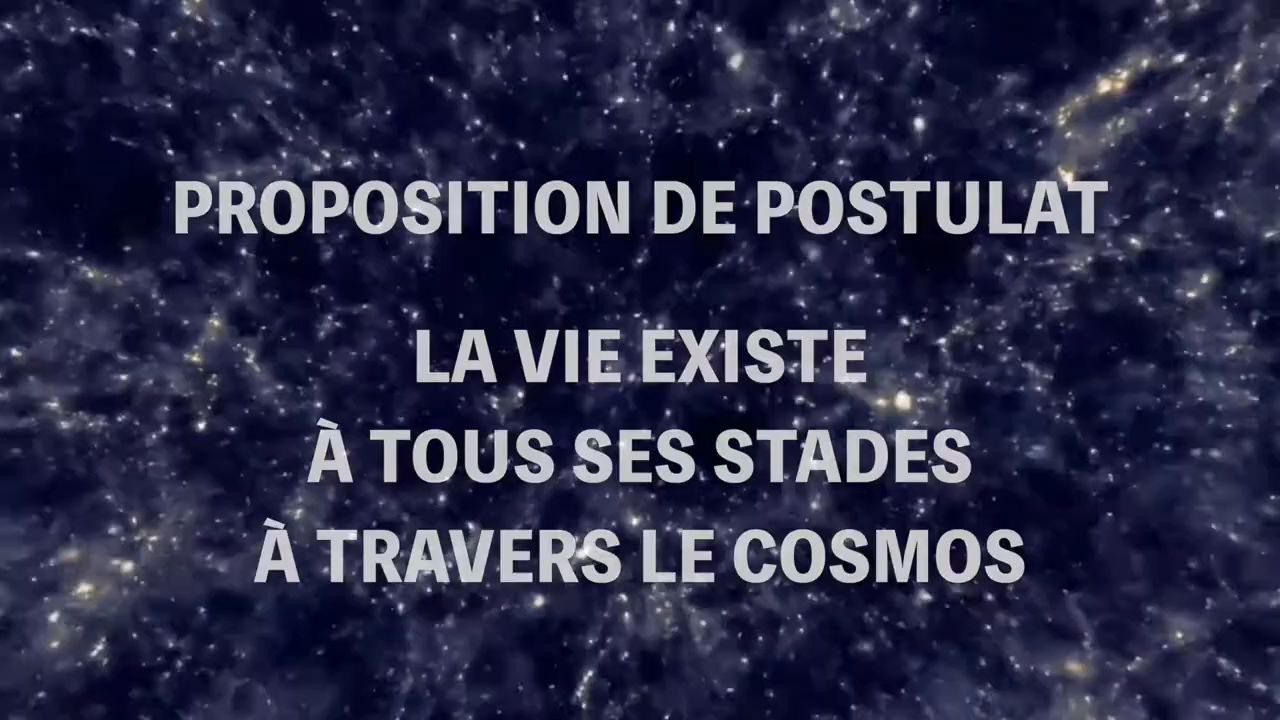 PROPOSITION DE POSTULAT
LA VIE EXISTE
À TOUS SES STADES
À TRAVERS LE COSMOS